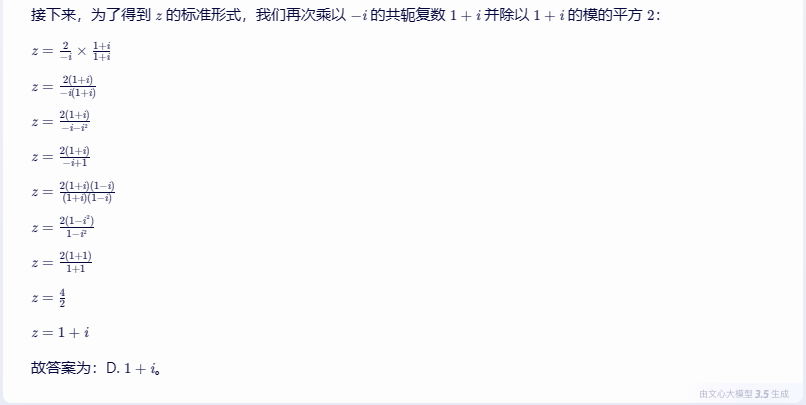 接下来，为了得到 z 的标准形式，我们再次乘以 −i 的共轭复数 1 + i 并除以 1 + i 的模的平方 2：
z = \frac{2}{-i} × \frac{1+i}{1+i}
z = \frac{2(1+i)}{-i(1+i)}
z = \frac{2(1+i)}{-i-i^2}
z = \frac{2(1+i)}{-i+1}
z = \frac{2(1+i)(1-i)}{(1+i)(1-i)}
z = \frac{2(1-i^2)}{1-i^2}
z = \frac{2(1+1)}{1+1}
z = \frac{4}{2}
z = 1 + i
故答案为：D. 1 + i。
由文心大模型 3.5 生成